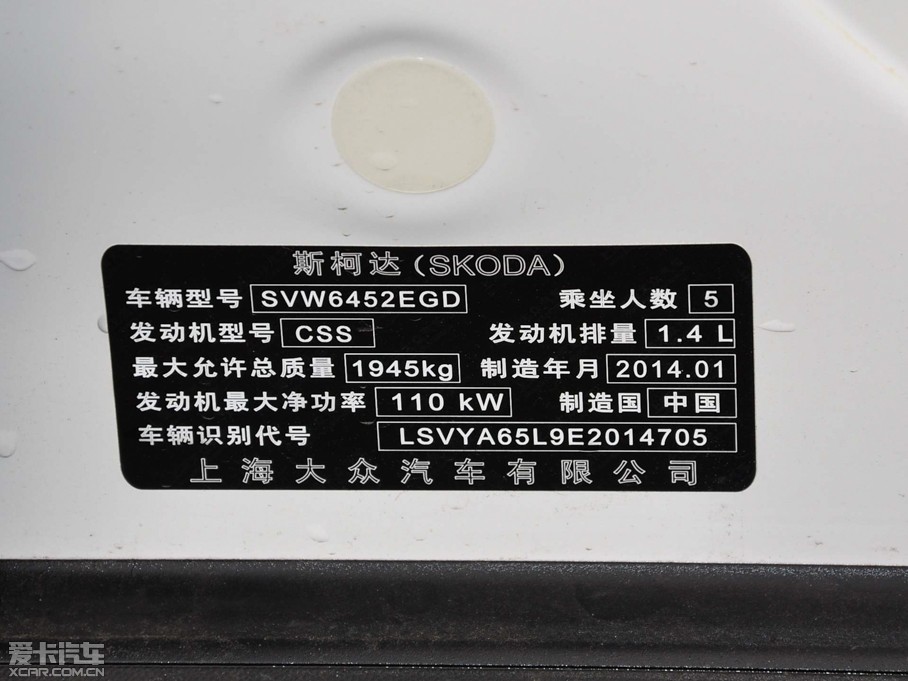 斯柯达(SKODA)
车辆型号 SVW6452EGD 乘坐人数 5
发动机型号 CSS 发动机排量 1.4 L
最大允许总质量 1945kg 制造年月 2014.01
发动机最大净功率 110 kW 制造国 中国
车辆识别代号 LSVYA65L9E2014705
上海大众汽车有限公司
爱卡汽车
XCAR.COM.CN